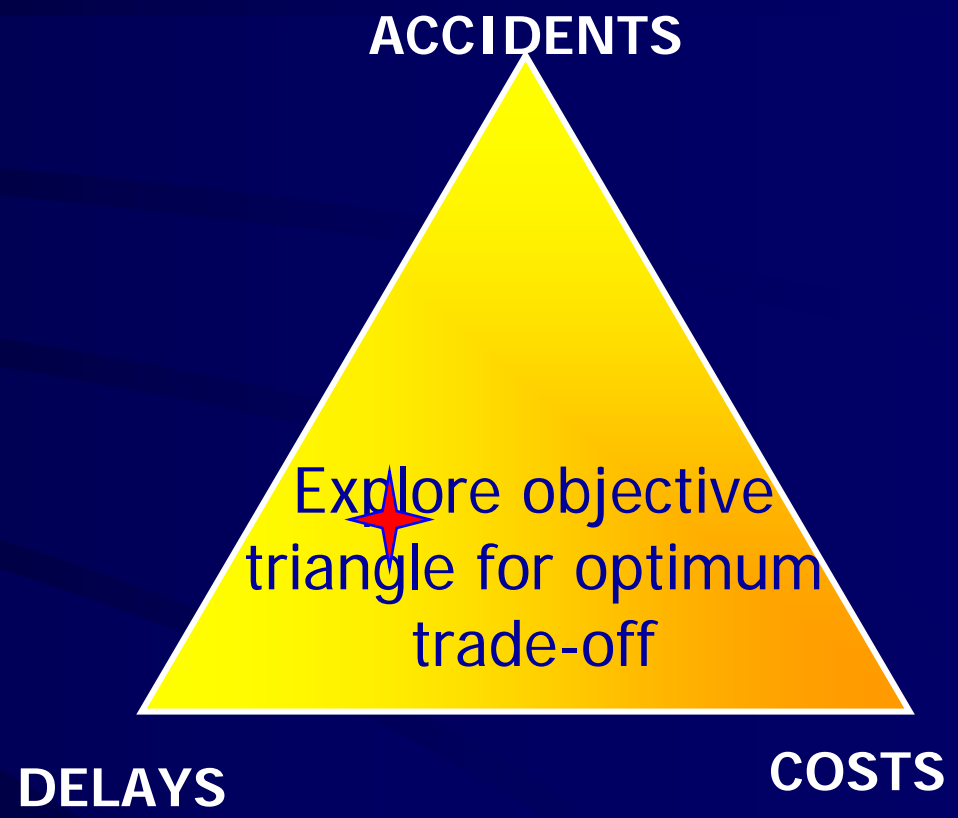 ACCIDENTS
Explore objective
triangle for optimum
trade-off
DELAYS
COSTS